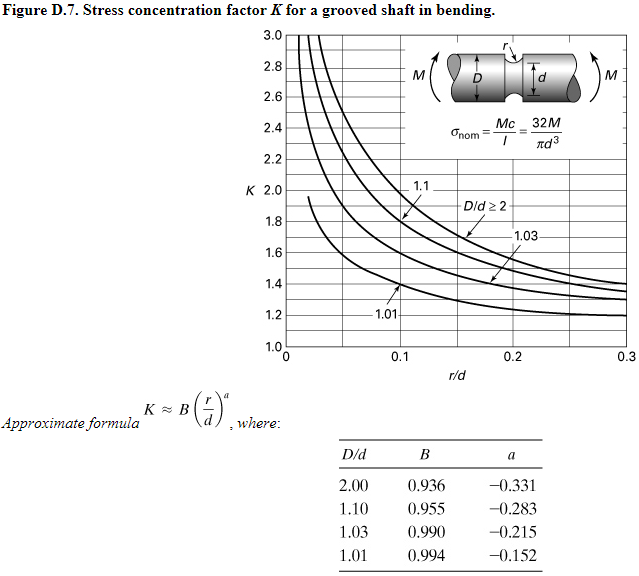 Figure D.7. Stress concentration factor K for a grooved shaft in bending.
3.0
2.8
2.6
2.4
2.2
K 2.0
1.8
1.6
1.4
1.2
1.0
0
0.1
0.2
0.3
r/d
M
D
r
d
M
σnom = Mc/I = 32M/πd³
1.1
D/d ≥ 2
1.03
1.01
Approximate formula K ≈ B(r/d)^a, where:
D/d B a
2.00 0.936 −0.331
1.10 0.955 −0.283
1.03 0.990 −0.215
1.01 0.994 −0.152